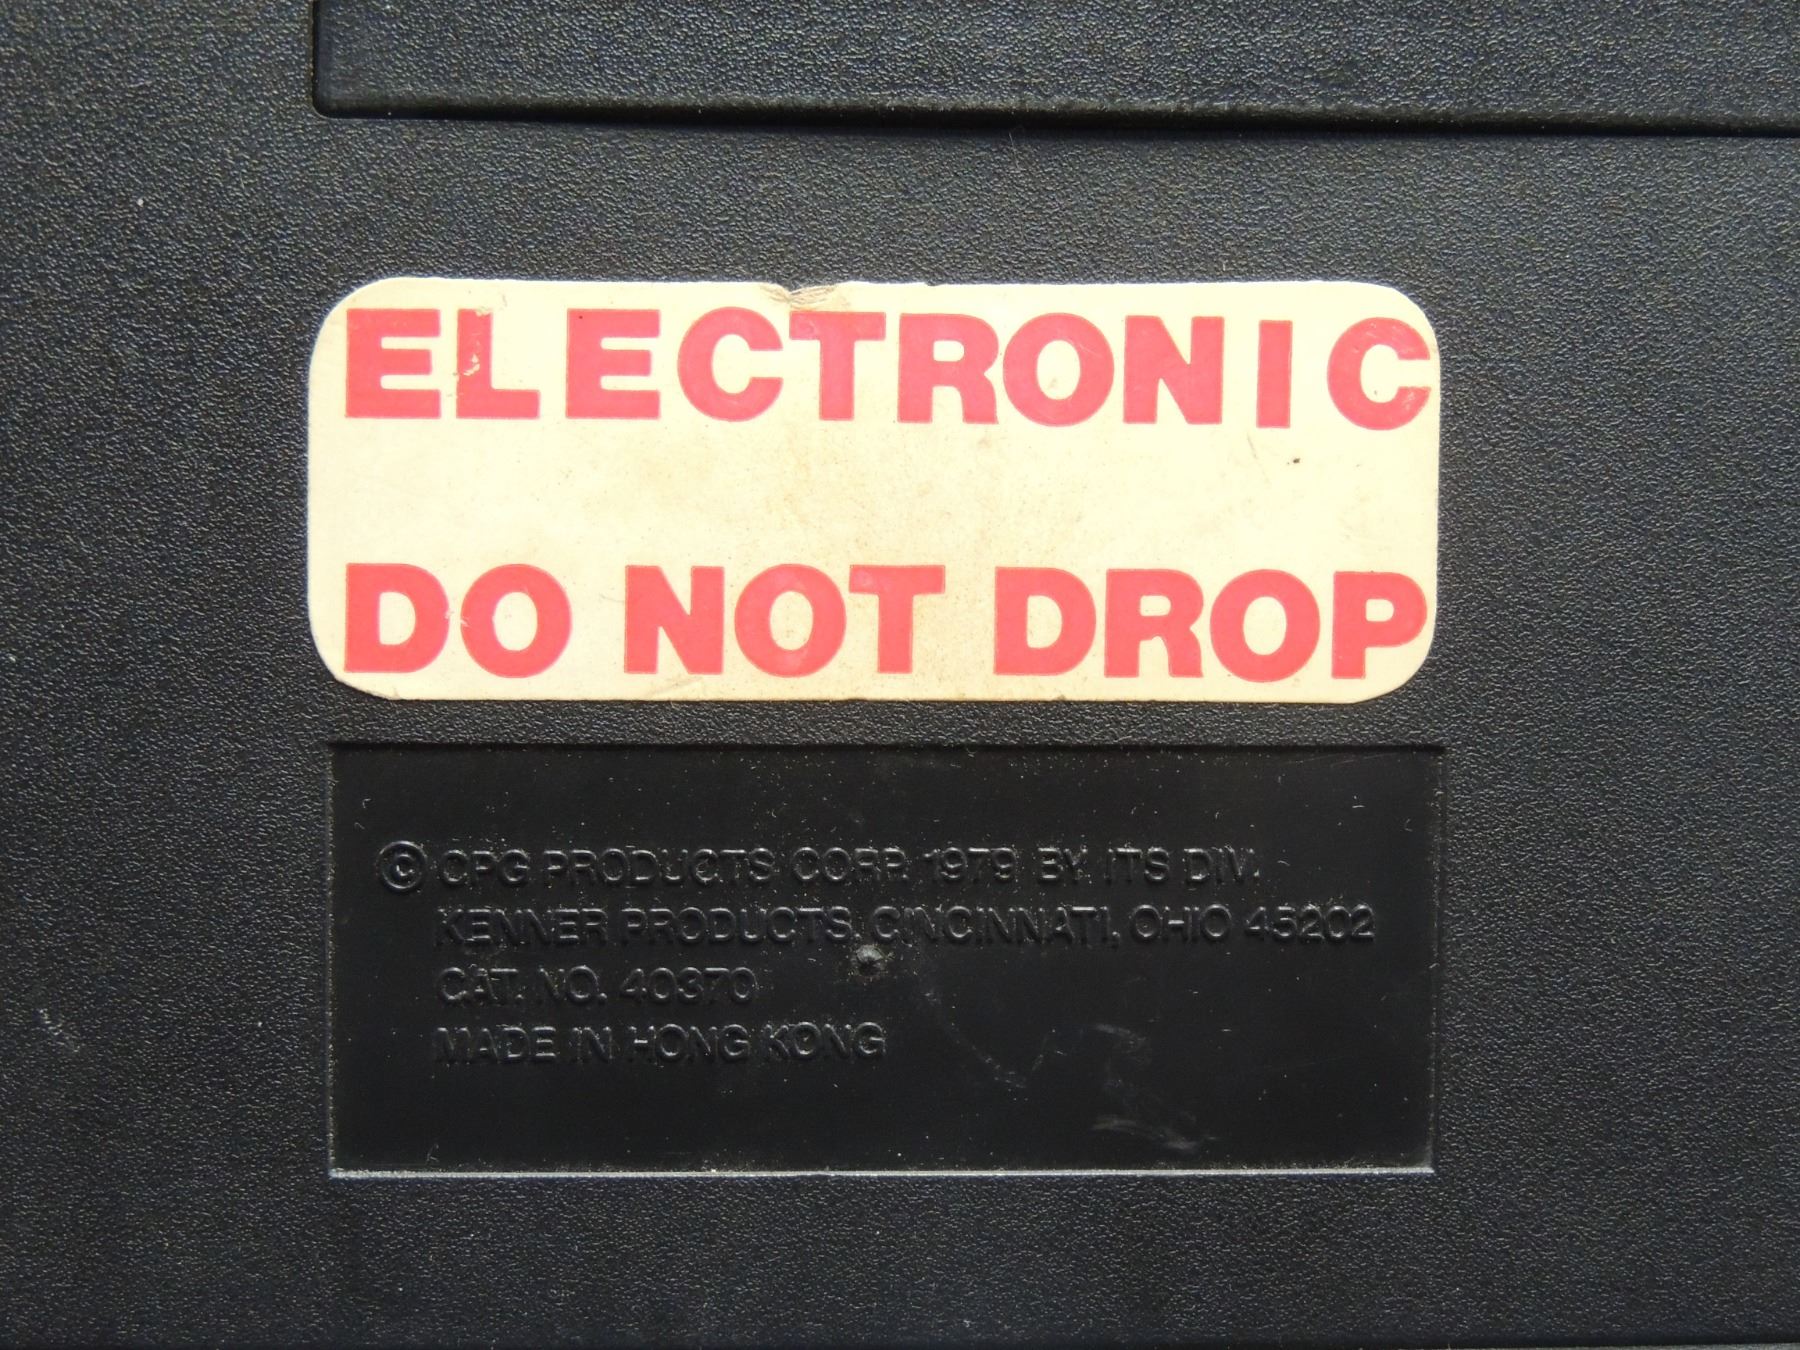 ELECTRONIC
DO NOT DROP
© CPG PRODUCTS CORP. 1979 BY ITS DIV.
KENNER PRODUCTS, CINCINNATI, OHIO 45202
CAT. NO. 40370
MADE IN HONG KONG